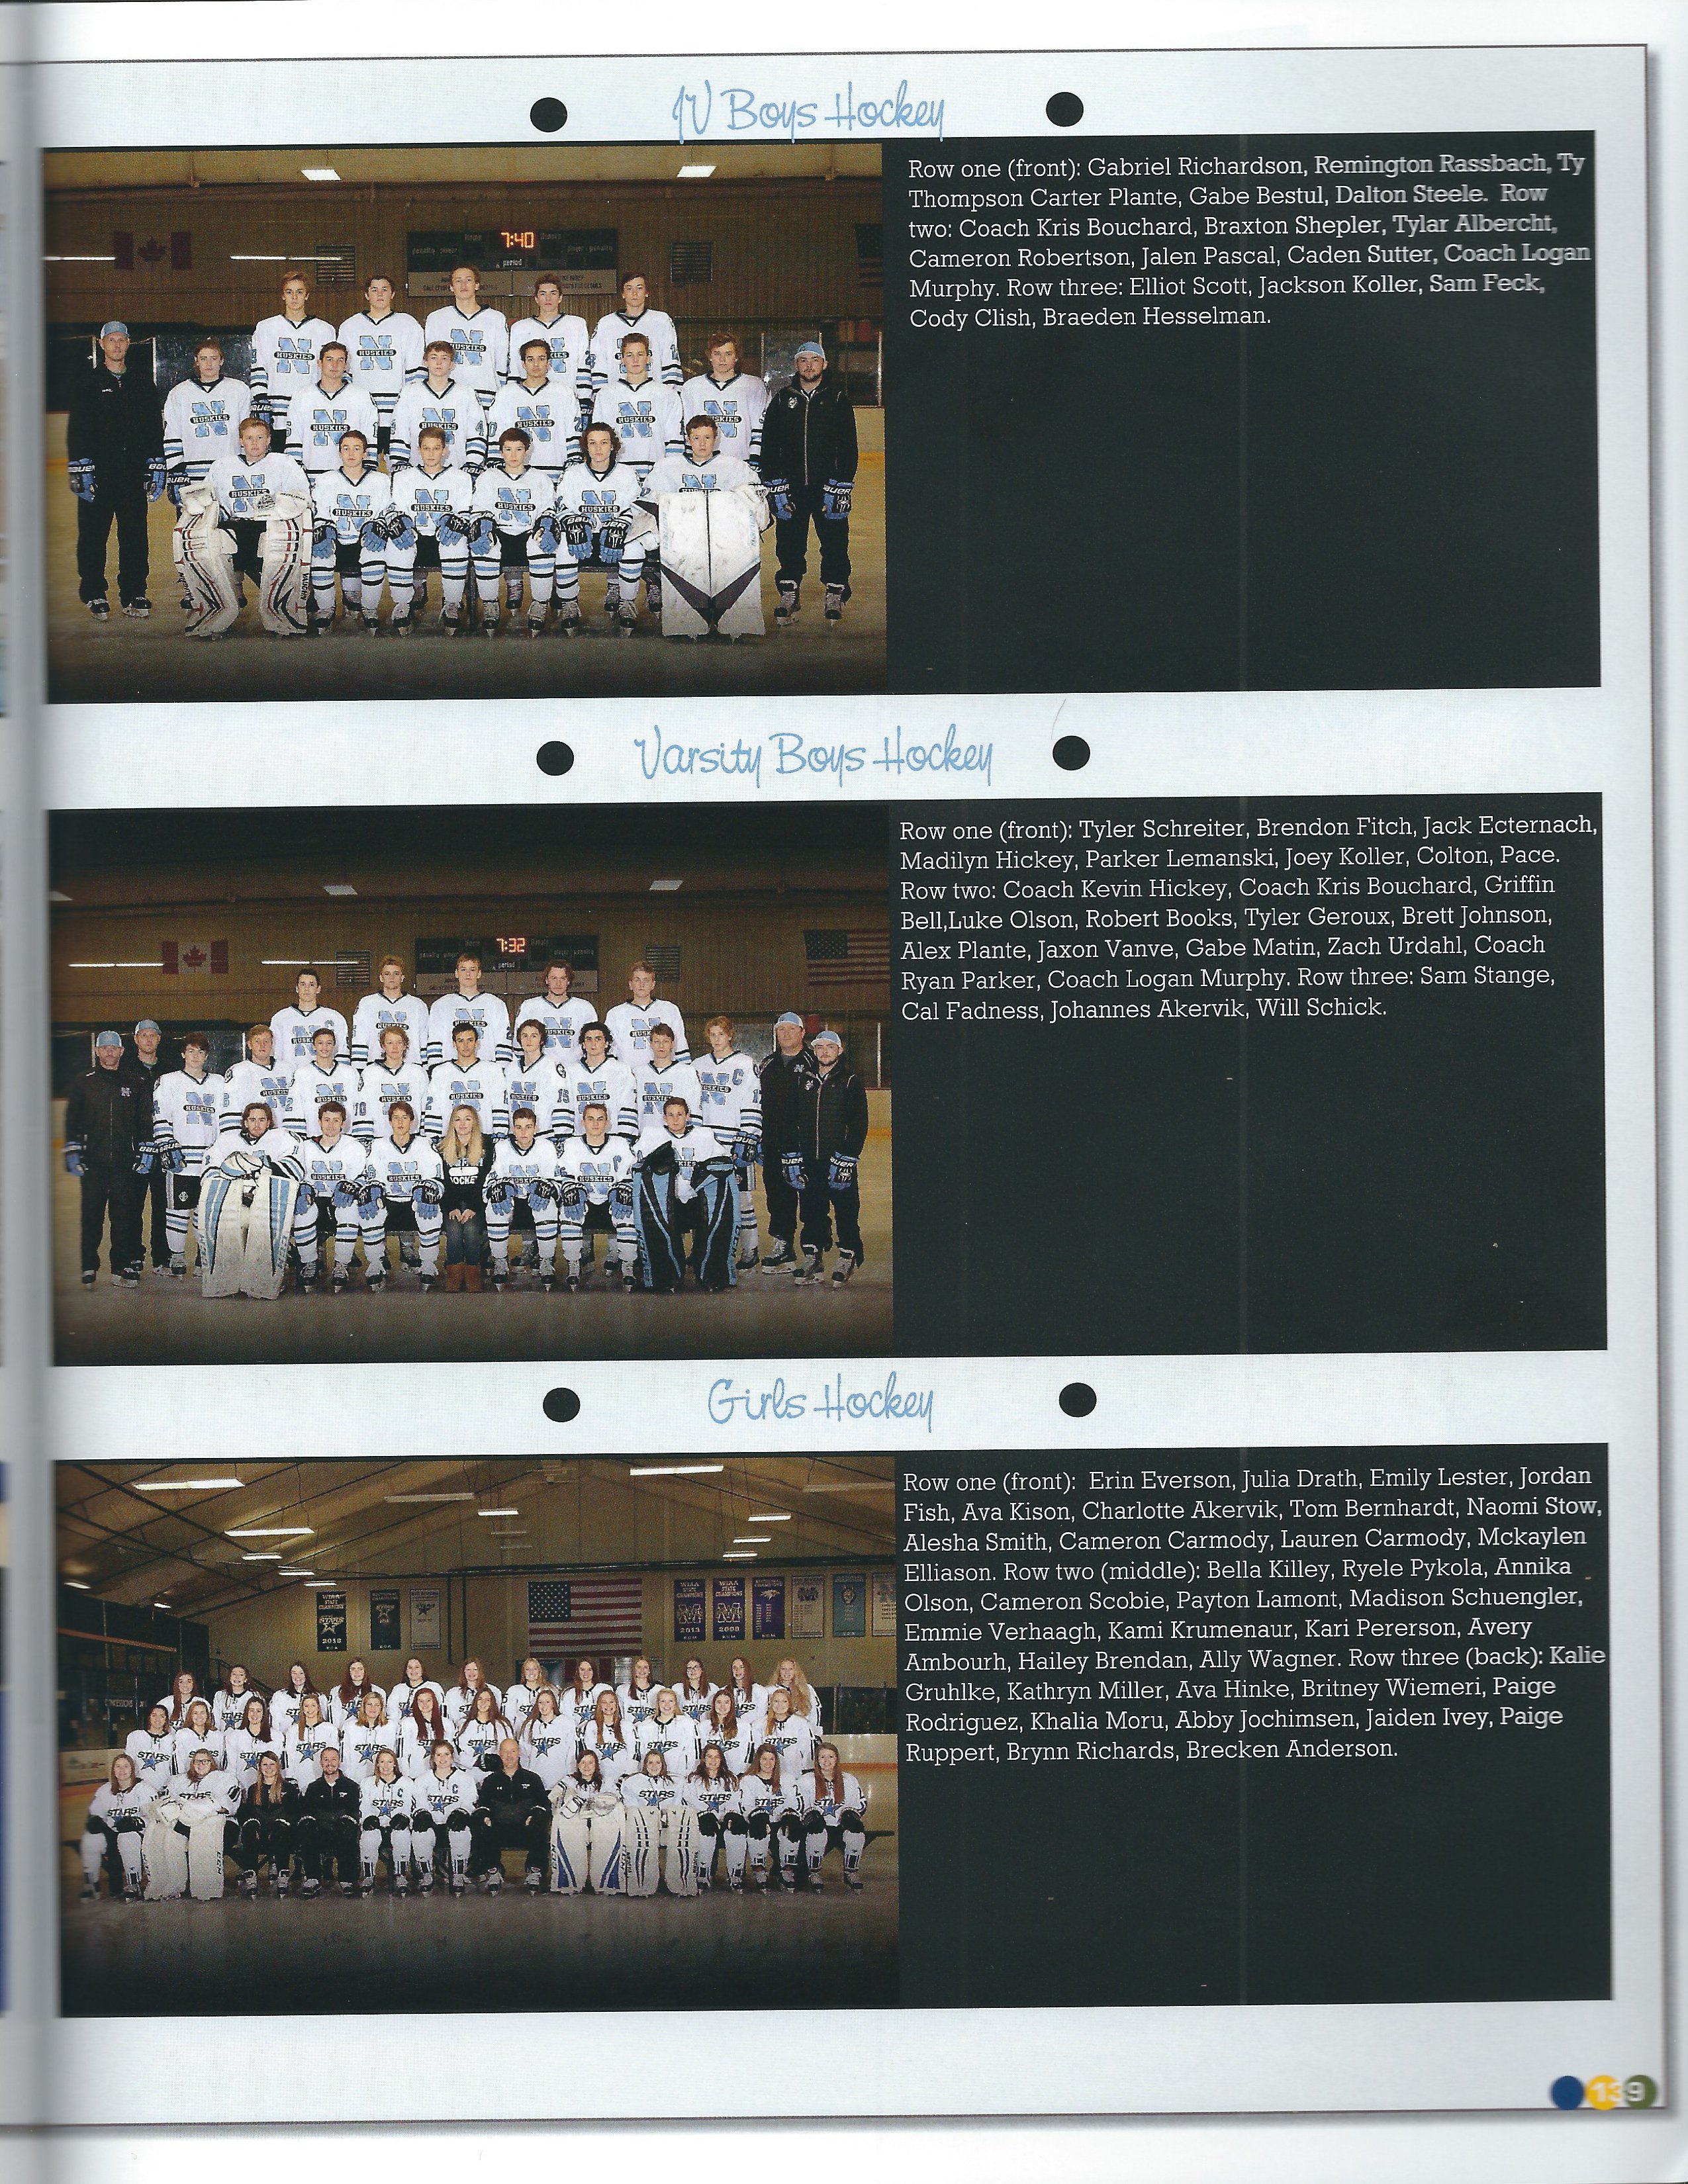 JV Boys Hockey
Row one (front): Gabriel Richardson, Remington Rassbach, Ty
Thompson Carter Plante, Gabe Bestul, Dalton Steele. Row
two: Coach Kris Bouchard, Braxton Shepler, Tylar Albercht,
Cameron Robertson, Jalen Pascal, Caden Sutter, Coach Logan
Murphy. Row three: Elliot Scott, Jackson Koller, Sam Feck,
Cody Clish, Braeden Hesselman.
7:40
period
N HUSKIES
Varsity Boys Hockey
Row one (front): Tyler Schreiter, Brendon Fitch, Jack Ecternach,
Madilyn Hickey, Parker Lemanski, Joey Koller, Colton, Pace.
Row two: Coach Kevin Hickey, Coach Kris Bouchard, Griffin
Bell,Luke Olson, Robert Books, Tyler Geroux, Brett Johnson,
Alex Plante, Jaxon Vanve, Gabe Matin, Zach Urdahl, Coach
Ryan Parker, Coach Logan Murphy. Row three: Sam Stange,
Cal Fadness, Johannes Akervik, Will Schick.
7:32
period
N HUSKIES
Girls Hockey
Row one (front): Erin Everson, Julia Drath, Emily Lester, Jordan
Fish, Ava Kison, Charlotte Akervik, Tom Bernhardt, Naomi Stow,
Alesha Smith, Cameron Carmody, Lauren Carmody, Mckaylen
Elliason. Row two (middle): Bella Killey, Ryele Pykola, Annika
Olson, Cameron Scobie, Payton Lamont, Madison Schuengler,
Emmie Verhaagh, Kami Krumenaur, Kari Pererson, Avery
Ambourh, Hailey Brendan, Ally Wagner. Row three (back): Kalie
Gruhlke, Kathryn Miller, Ava Hinke, Britney Wiemeri, Paige
Rodriguez, Khalia Moru, Abby Jochimsen, Jaiden Ivey, Paige
Ruppert, Brynn Richards, Brecken Anderson.
STARS
139